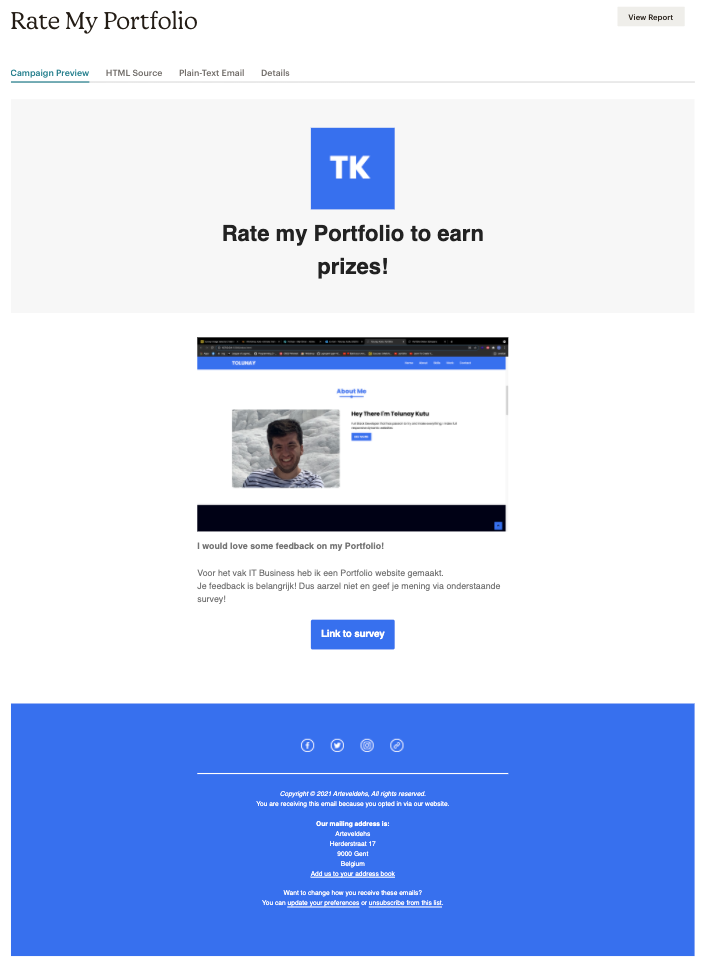 Rate My Portfolio
View Report
Campaign Preview HTML Source Plain-Text Email Details
TK
Rate my Portfolio to earn
prizes!
TOLUNAY
Home About Skills Work Contact
About Me
Hey There I'm Tolunay Kutu
I would love some feedback on my Portfolio!
Voor het vak IT Business heb ik een Portfolio website gemaakt.
Je feedback is belangrijk! Dus aarzel niet en geef je mening via onderstaande
survey!
Link to survey
Copyright © 2021 Arteveldehs, All rights reserved.
You are receiving this email because you opted in via our website.
Our mailing address is:
Arteveldehs
Herderstraat 17
9000 Gent
Belgium
Add us to your address book
Want to change how you receive these emails?
You can update your preferences or unsubscribe from this list.